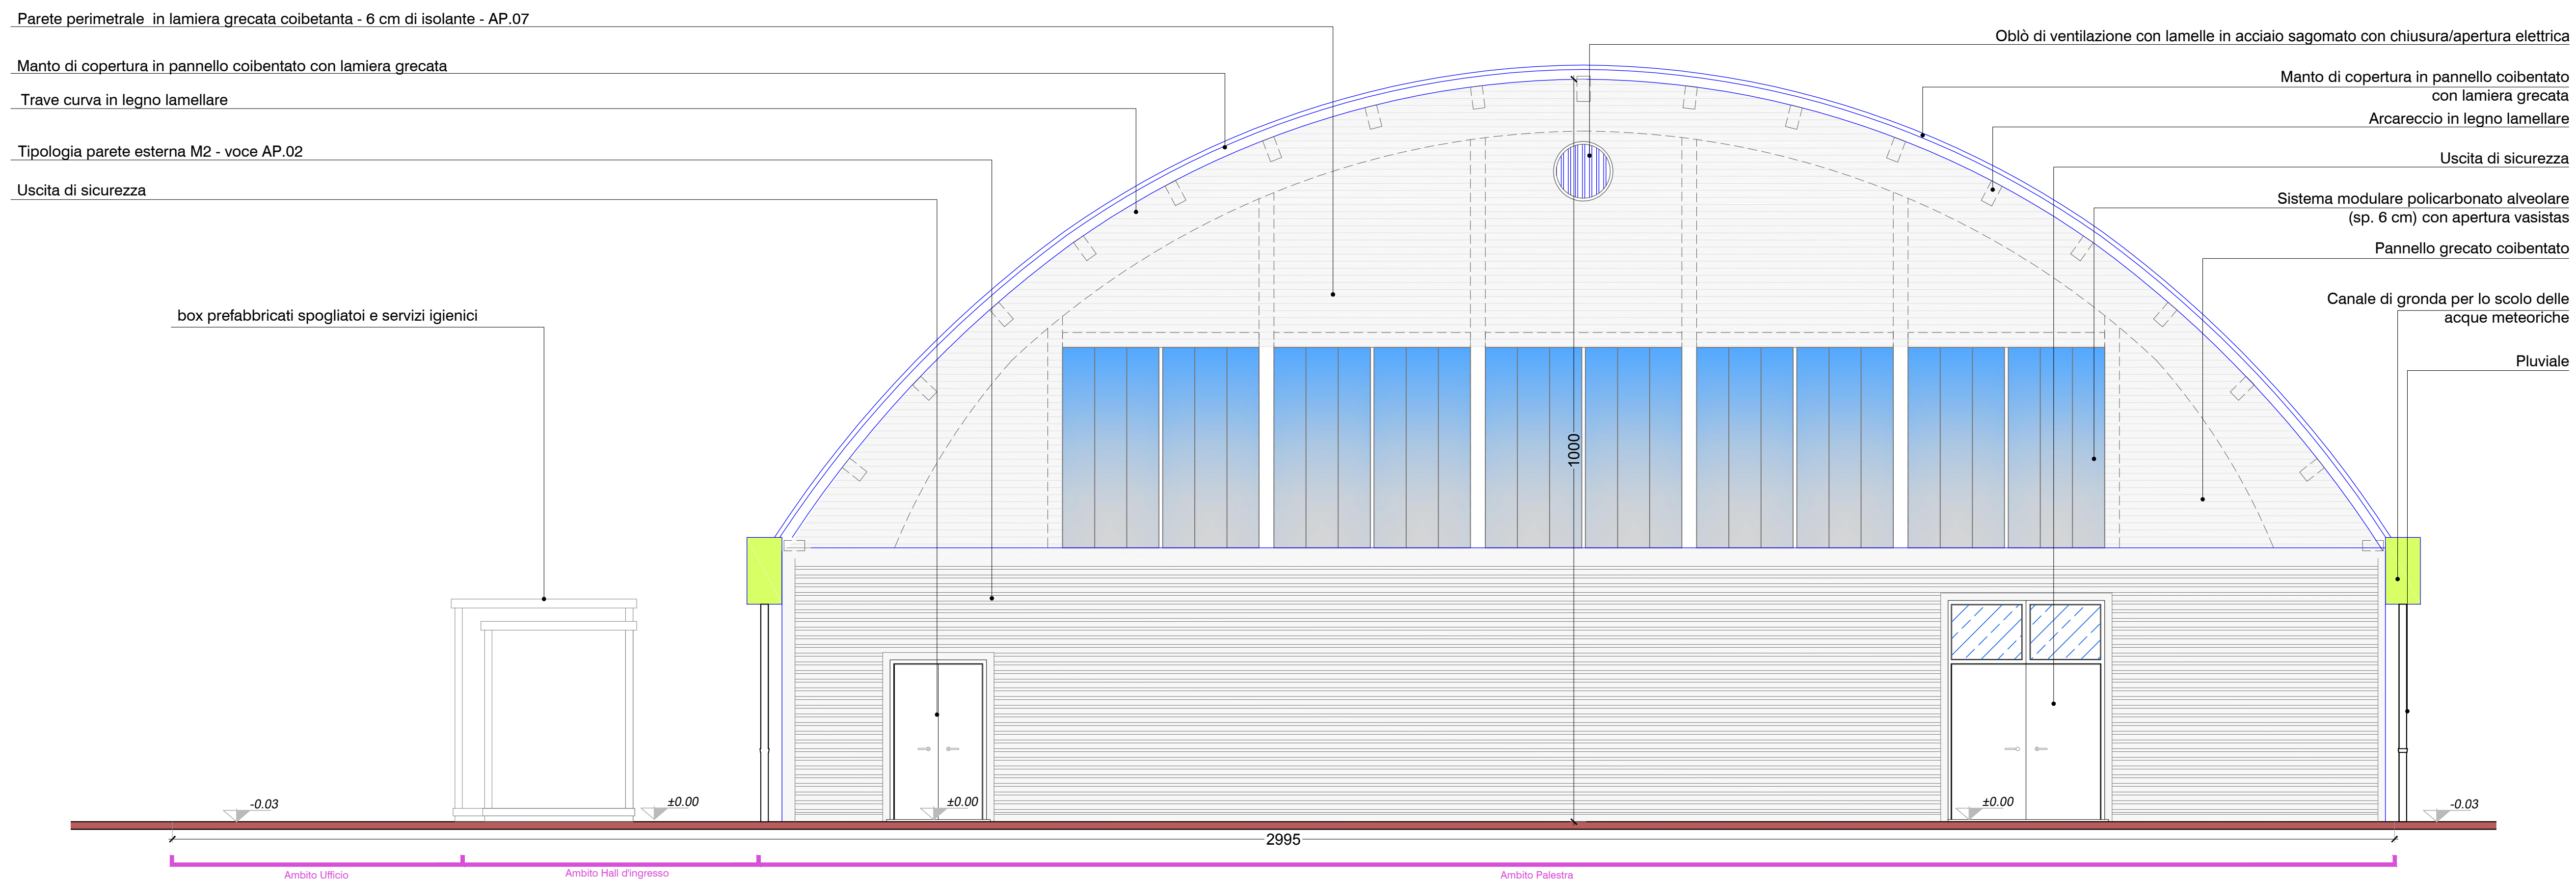 Parete perimetrale  in lamiera grecata coibetanta - 6 cm di isolante - AP.07
Manto di copertura in pannello coibentato con lamiera grecata
Trave curva in legno lamellare
Tipologia parete esterna M2 - voce AP.02
Uscita di sicurezza
box prefabbricati spogliatoi e servizi igienici
Oblò di ventilazione con lamelle in acciaio sagomato con chiusura/apertura elettrica
Manto di copertura in pannello coibentato
con lamiera grecata
Arcareccio in legno lamellare
Uscita di sicurezza
Sistema modulare policarbonato alveolare
(sp. 6 cm) con apertura vasistas
Pannello grecato coibentato
Canale di gronda per lo scolo delle
acque meteoriche
Pluviale
1000
-0.03
±0.00
±0.00
±0.00
-0.03
2995
Ambito Ufficio
Ambito Hall d'ingresso
Ambito Palestra